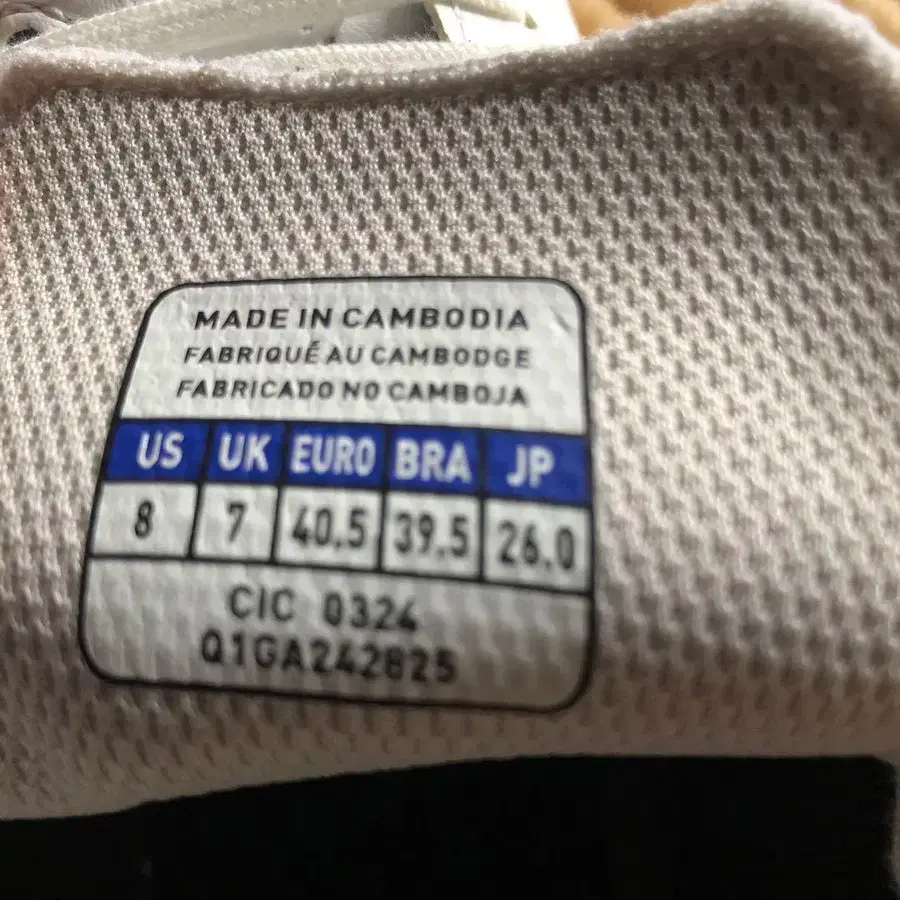 MADE IN CAMBODIA
FABRIQUÉ AU CAMBODGE
FABRICADO NO CAMBOJA
US UK EURO BRA JP
8 7 40.5 39.5 26.0
CIC 0324
Q1GA242825